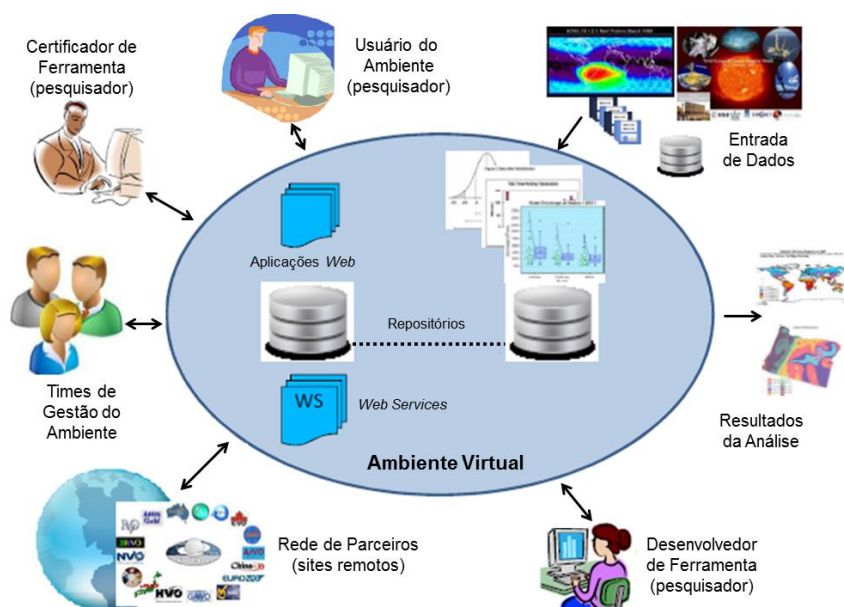 Certificador de
Ferramenta
(pesquisador)
Usuário do
Ambiente
(pesquisador)
Entrada
de Dados
Aplicações Web
Repositórios
WS
Web Services
Ambiente Virtual
Times de
Gestão do
Ambiente
Resultados
da Análise
Rede de Parceiros
(sites remotos)
NVO
HVO
Desenvolvedor
de Ferramenta
(pesquisador)